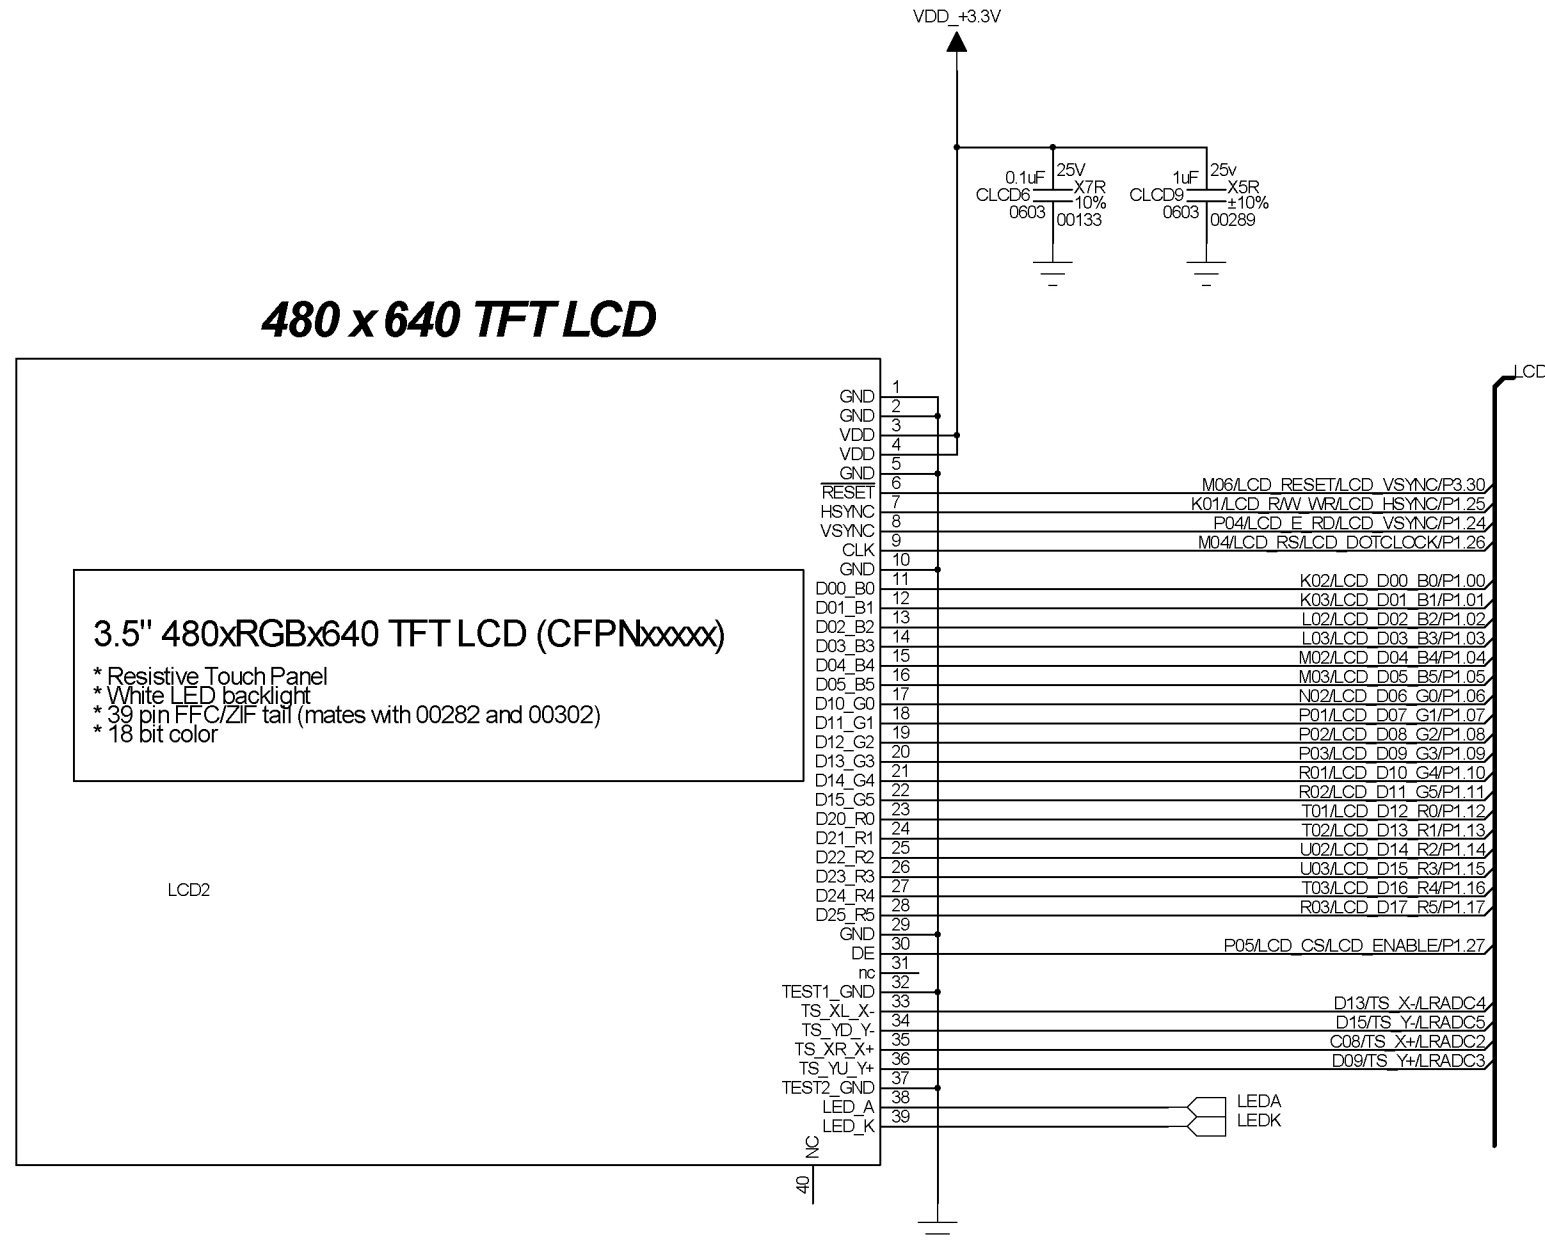 VDD_+3.3V
0.1uF 25V
CLCD6 X7R
10%
0603 00133
1uF 25v
CLCD9 X5R
±10%
0603 00289
480 x 640 TFT LCD
LCD
GND 1
GND 2
VDD 3
VDD 4
GND 5
RESET 6 M06/LCD_RESET/LCD_VSYNC/P3.30
HSYNC 7 K01/LCD_R/W_WR/LCD_HSYNC/P1.25
VSYNC 8 P04/LCD_E_RD/LCD_VSYNC/P1.24
CLK 9 M04/LCD_RS/LCD_DOTCLOCK/P1.26
GND 10
D00_B0 11 K02/LCD_D00_B0/P1.00
D01_B1 12 K03/LCD_D01_B1/P1.01
D02_B2 13 L02/LCD_D02_B2/P1.02
D03_B3 14 L03/LCD_D03_B3/P1.03
D04_B4 15 M02/LCD_D04_B4/P1.04
D05_B5 16 M03/LCD_D05_B5/P1.05
D10_G0 17 N02/LCD_D06_G0/P1.06
D11_G1 18 P01/LCD_D07_G1/P1.07
D12_G2 19 P02/LCD_D08_G2/P1.08
D13_G3 20 P03/LCD_D09_G3/P1.09
D14_G4 21 R01/LCD_D10_G4/P1.10
D15_G5 22 R02/LCD_D11_G5/P1.11
D20_R0 23 T01/LCD_D12_R0/P1.12
D21_R1 24 T02/LCD_D13_R1/P1.13
D22_R2 25 U02/LCD_D14_R2/P1.14
D23_R3 26 U03/LCD_D15_R3/P1.15
D24_R4 27 T03/LCD_D16_R4/P1.16
D25_R5 28 R03/LCD_D17_R5/P1.17
GND 29
DE 30 P05/LCD_CS/LCD_ENABLE/P1.27
nc 31
TEST1_GND 32
TS_XL_X- 33 D13/TS_X-/LRADC4
TS_YD_Y- 34 D15/TS_Y-/LRADC5
TS_XR_X+ 35 C08/TS_X+/LRADC2
TS_YU_Y+ 36 D09/TS_Y+/LRADC3
TEST2_GND 37
LED_A 38 LEDA
LED_K 39 LEDK
3.5" 480xRGBx640 TFT LCD (CFPNxxxxx)
* Resistive Touch Panel
* White LED backlight
* 39 pin FFC/ZIF tail (mates with 00282 and 00302)
* 18 bit color
LCD2
NC
40